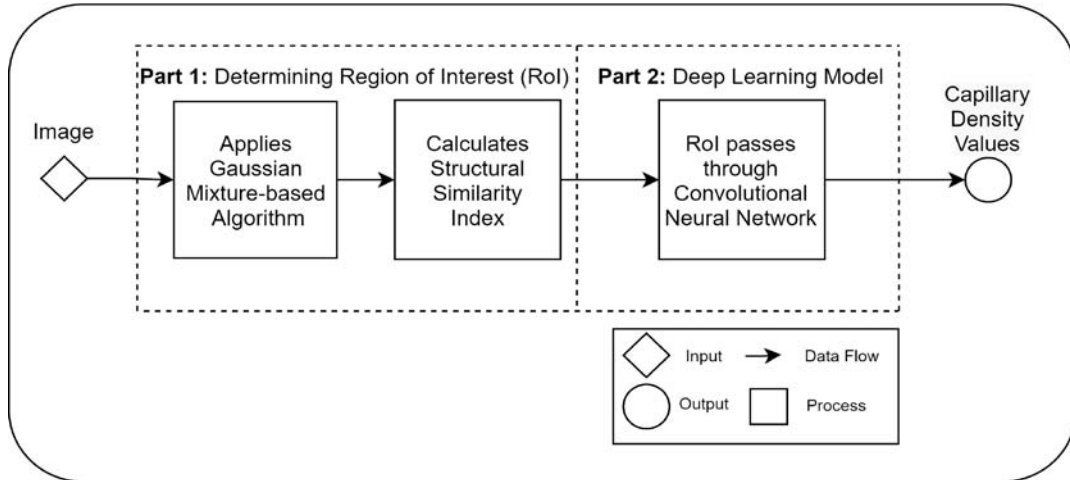 Part 1: Determining Region of Interest (RoI)
Part 2: Deep Learning Model
Image
Applies
Gaussian
Mixture-based
Algorithm
Calculates
Structural
Similarity
Index
RoI passes
through
Convolutional
Neural Network
Capillary
Density
Values
Input
Data Flow
Output
Process